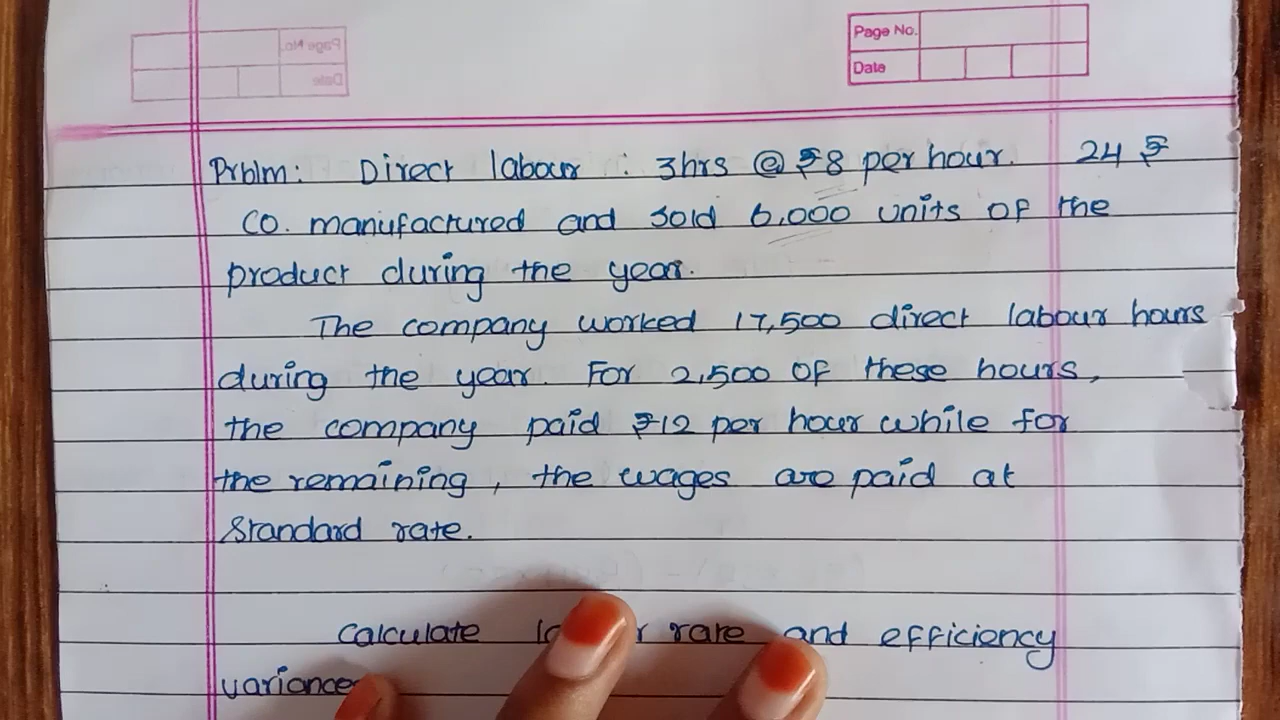 Page No.
Date
Prblm: Direct labour : 3hrs @ ₹8 per hour. 24 ₹
CO. manufactured and sold 6,000 units of the
product during the year.
The company worked 17,500 direct labour hours
during the year. For 2,500 of these hours,
the company paid ₹12 per hour while for
the remaining, the wages are paid at
Standard rate.
Calculate rate and efficiency